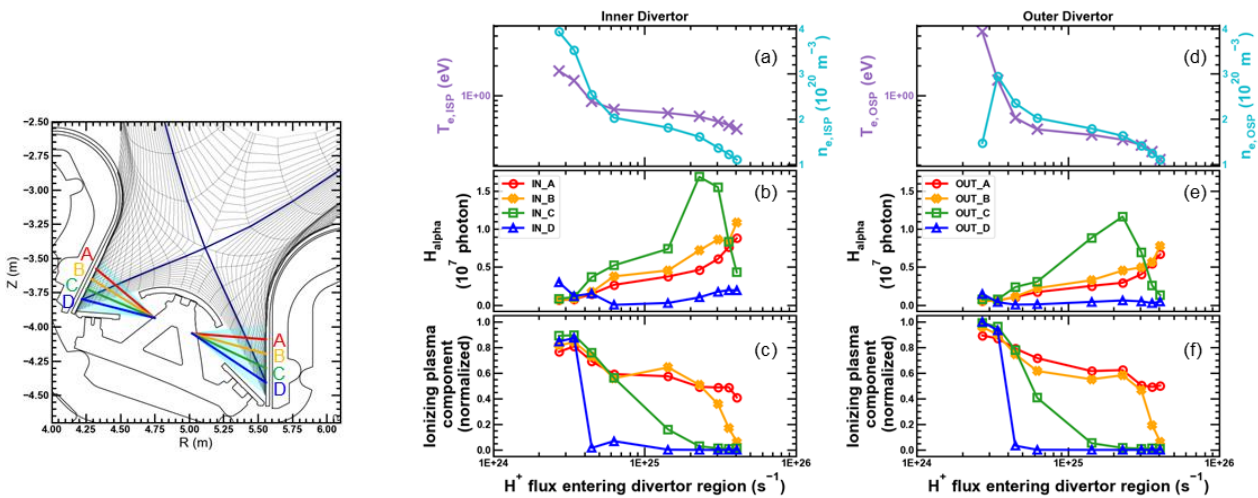 Inner Divertor
Outer Divertor
(a)
T_e,ISP (eV)
1E+00
4
3
2
1
n_e,ISP (10^20 m^−3)
(d)
T_e,OSP (eV)
1E+00
4
3
2
1
n_e,OSP (10^20 m^−3)
−2.50
−2.75
−3.00
−3.25
−3.50
−3.75
−4.00
−4.25
−4.50
Z (m)
A
B
C
D
A
B
C
D
4.00 4.25 4.50 4.75 5.00 5.25 5.50 5.75 6.00
R (m)
(b)
H_alpha
(10^7 photon)
1.5
1.0
0.5
0.0
IN_A
IN_B
IN_C
IN_D
(e)
H_alpha
(10^7 photon)
1.5
1.0
0.5
0.0
OUT_A
OUT_B
OUT_C
OUT_D
(c)
Ionizing plasma
component
(normalized)
1.0
0.8
0.6
0.4
0.2
0.0
1E+24 1E+25 1E+26
H^+ flux entering divertor region (s^−1)
(f)
Ionizing plasma
component
(normalized)
1.0
0.8
0.6
0.4
0.2
0.0
1E+24 1E+25 1E+26
H^+ flux entering divertor region (s^−1)